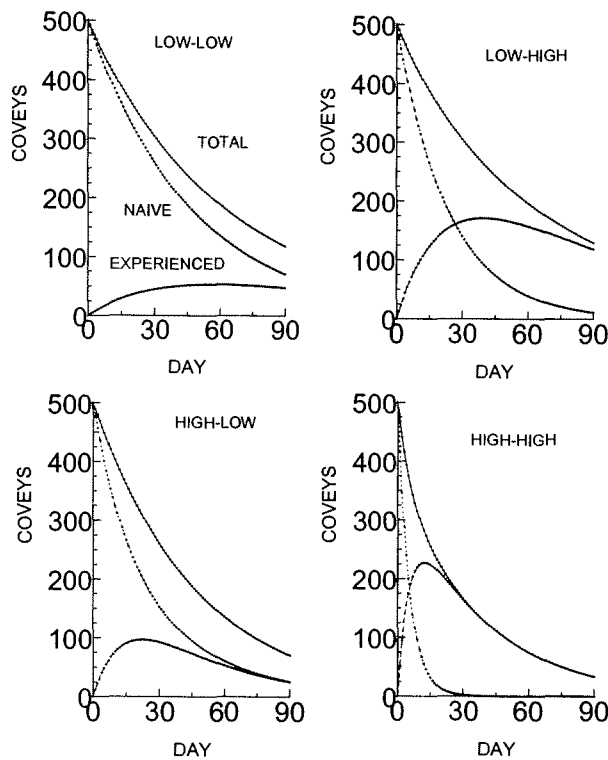 500
400
300
200
100
0
COVEYS
LOW-LOW
TOTAL
NAIVE
EXPERIENCED
0 30 60 90
DAY
500
400
300
200
100
0
COVEYS
LOW-HIGH
0 30 60 90
DAY
500
400
300
200
100
0
COVEYS
HIGH-LOW
0 30 60 90
DAY
500
400
300
200
100
0
COVEYS
HIGH-HIGH
0 30 60 90
DAY